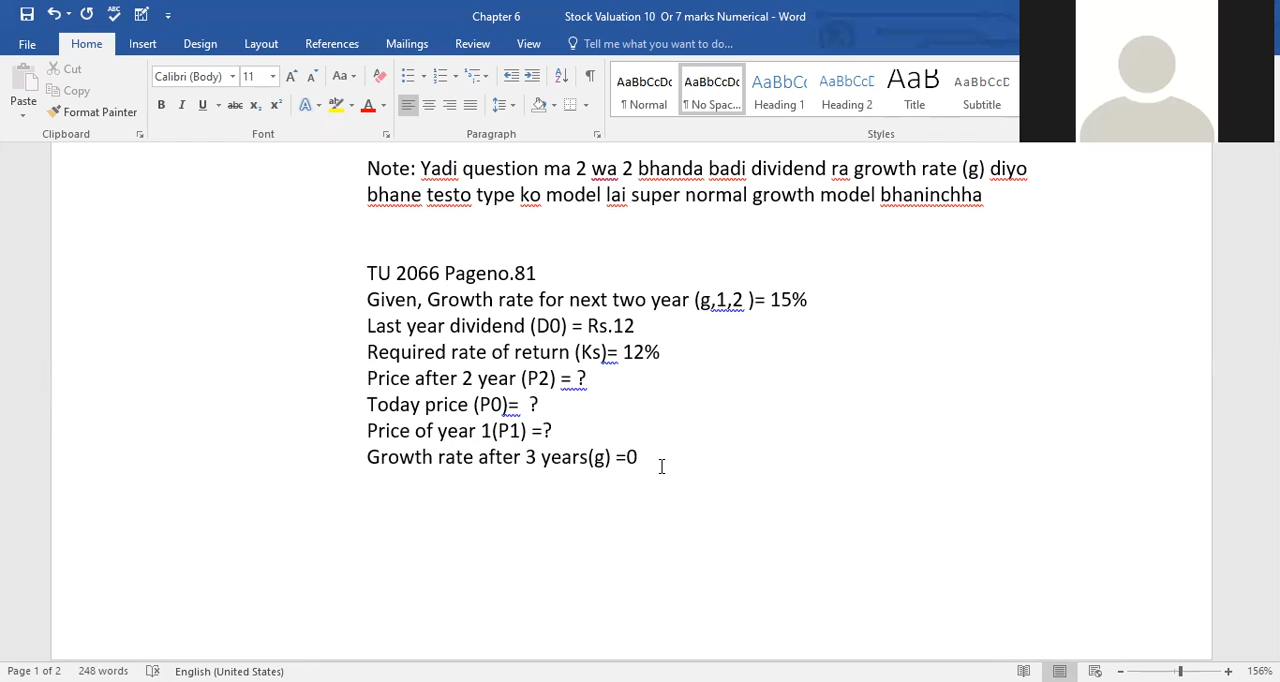 Chapter 6 Stock Valuation 10 Or 7 marks Numerical - Word
File Home Insert Design Layout References Mailings Review View Tell me what you want to do...
Paste
Cut
Copy
Format Painter
Clipboard
Calibri (Body) 11
Font
Paragraph
AaBbCcDc AaBbCcDc AaBbCc AaBbCcD AaB AaBbCcD
¶ Normal ¶ No Spac... Heading 1 Heading 2 Title Subtitle
Styles
Note: Yadi question ma 2 wa 2 bhanda badi dividend ra growth rate (g) diyo
bhane testo type ko model lai super normal growth model bhaninchha
TU 2066 Pageno.81
Given, Growth rate for next two year (g,1,2 )= 15%
Last year dividend (D0) = Rs.12
Required rate of return (Ks)= 12%
Price after 2 year (P2) = ?
Today price (P0)= ?
Price of year 1(P1) =?
Growth rate after 3 years(g) =0
Page 1 of 2 248 words English (United States) 156%